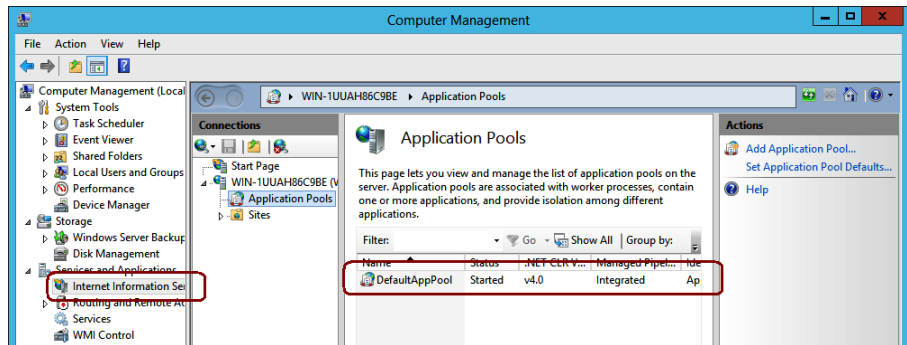 Computer Management
File Action View Help
Computer Management (Local
System Tools
Task Scheduler
Event Viewer
Shared Folders
Local Users and Groups
Performance
Device Manager
Storage
Windows Server Backup
Disk Management
Services and Applications
Internet Information Ser
Routing and Remote Ac
Services
WMI Control
WIN-1UUAH86C9BE Application Pools
Connections
Start Page
WIN-1UUAH86C9BE (V
Application Pools
Sites
Application Pools
This page lets you view and manage the list of application pools on the
server. Application pools are associated with worker processes, contain
one or more applications, and provide isolation among different
applications.
Filter: Go Show All Group by:
Name Status .NET CLR V... Managed Pipel... Ide
DefaultAppPool Started v4.0 Integrated Ap
Actions
Add Application Pool...
Set Application Pool Defaults...
Help